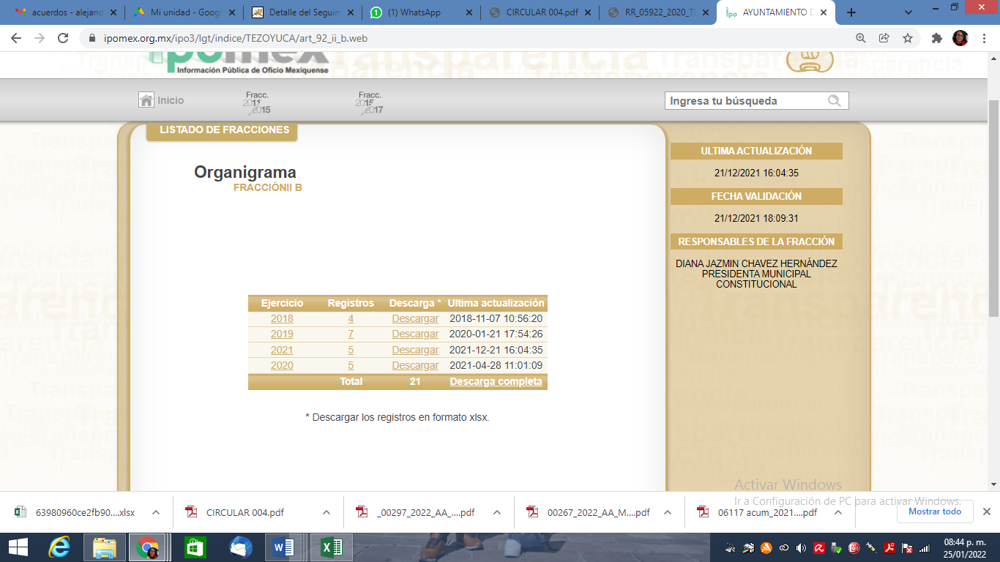 acuerdos - alejand
Mi unidad - Goog
Detalle del Seguim
(1) WhatsApp
CIRCULAR 004.pdf
RR_05922_2020_T
AYUNTAMIENTO D
ipomex.org.mx/ipo3/lgt/indice/TEZOYUCA/art_92_ii_b.web
ipomex
Información Pública de Oficio Mexiquense
Inicio
Fracc.
2015
Fracc.
2017
Ingresa tu búsqueda
LISTADO DE FRACCIONES
Organigrama
FRACCIÓNII B
Ejercicio Registros Descarga * Ultima actualización
2018 4 Descargar 2018-11-07 10:56:20
2019 7 Descargar 2020-01-21 17:54:26
2021 5 Descargar 2021-12-21 16:04:35
2020 5 Descargar 2021-04-28 11:01:09
Total 21 Descarga completa
* Descargar los registros en formato xlsx.
ULTIMA ACTUALIZACIÓN
21/12/2021 16:04:35
FECHA VALIDACIÓN
21/12/2021 18:09:31
RESPONSABLES DE LA FRACCIÓN
DIANA JAZMIN CHAVEZ HERNÁNDEZ
PRESIDENTA MUNICIPAL
CONSTITUCIONAL
Activar Windows
Ir a Configuración de PC para activar Windows.
63980960ce2fb90....xlsx
CIRCULAR 004.pdf
_00297_2022_AA_....pdf
00267_2022_AA_M....pdf
06117 acum_2021....pdf
Mostrar todo
08:44 p. m.
25/01/2022